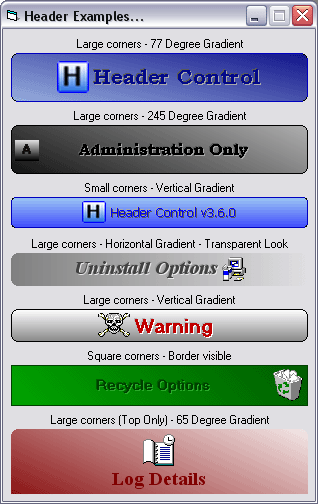 Header Examples...
Large corners - 77 Degree Gradient
H Header Control
Large corners - 245 Degree Gradient
A Administration Only
Small corners - Vertical Gradient
H Header Control v3.6.0
Large corners - Horizontal Gradient - Transparent Look
Uninstall Options
Large corners - Vertical Gradient
Warning
Square corners - Border visible
Recycle Options
Large corners (Top Only) - 65 Degree Gradient
Log Details